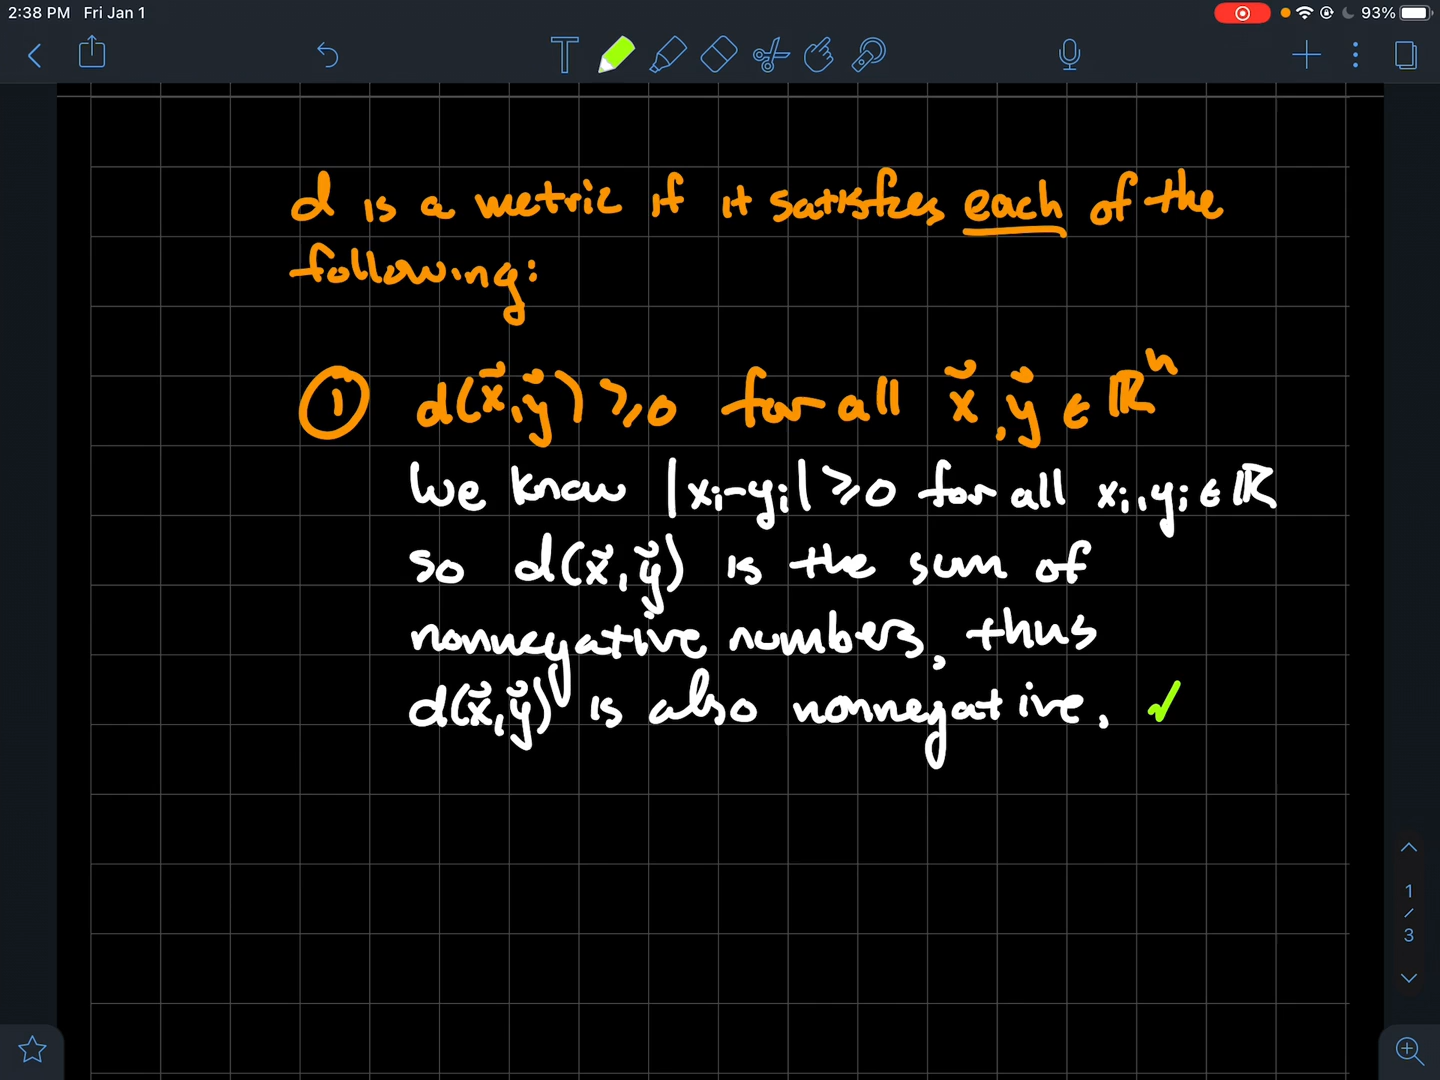 2:38 PM Fri Jan 1
93%
d is a metric if it satisfies each of the
following:
① d(x⃗,y⃗) ⩾ 0 for all x⃗,y⃗ ∈ ℝⁿ
We know |xᵢ-yᵢ| ⩾ 0 for all xᵢ,yᵢ ∈ ℝ
so d(x⃗,y⃗) is the sum of
nonnegative numbers, thus
d(x⃗,y⃗) is also nonnegative. ✓
1
/
3